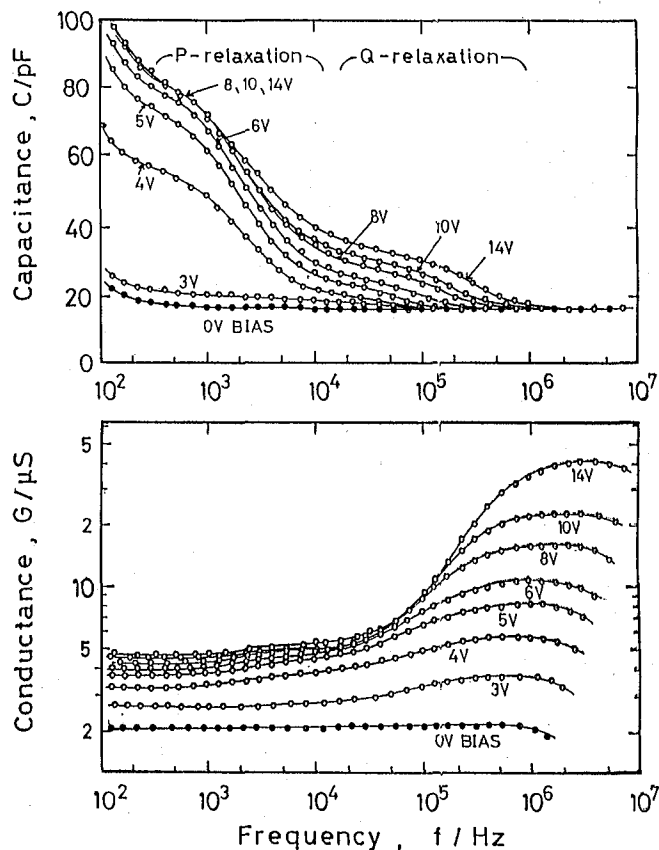 Capacitance, C/pF
100
80
60
40
20
0
P-relaxation
Q-relaxation
8, 10, 14V
6V
5V
4V
8V
10V
14V
3V
0V BIAS
10²
10³
10⁴
10⁵
10⁶
10⁷
Conductance, G/µS
5
2
10
5
2
14V
10V
8V
6V
5V
4V
3V
0V BIAS
10²
10³
10⁴
10⁵
10⁶
10⁷
Frequency, f / Hz